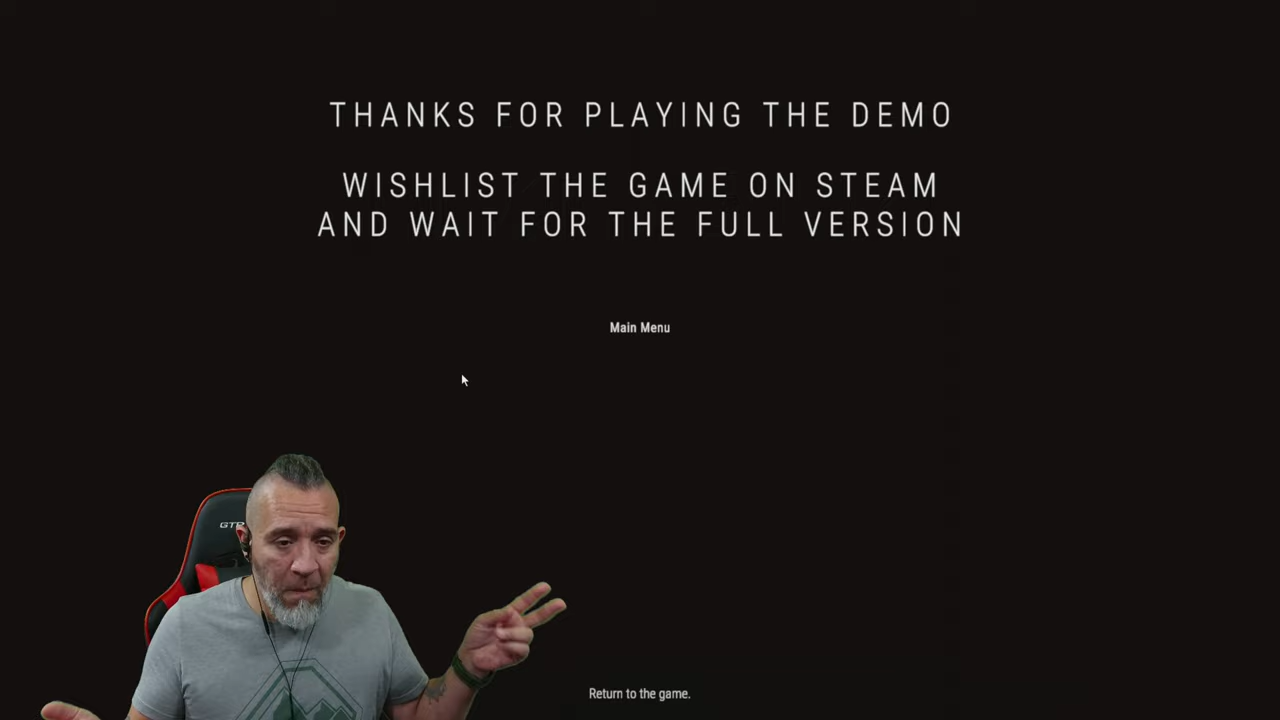 THANKS FOR PLAYING THE DEMO
WISHLIST THE GAME ON STEAM
AND WAIT FOR THE FULL VERSION
Main Menu
Return to the game.